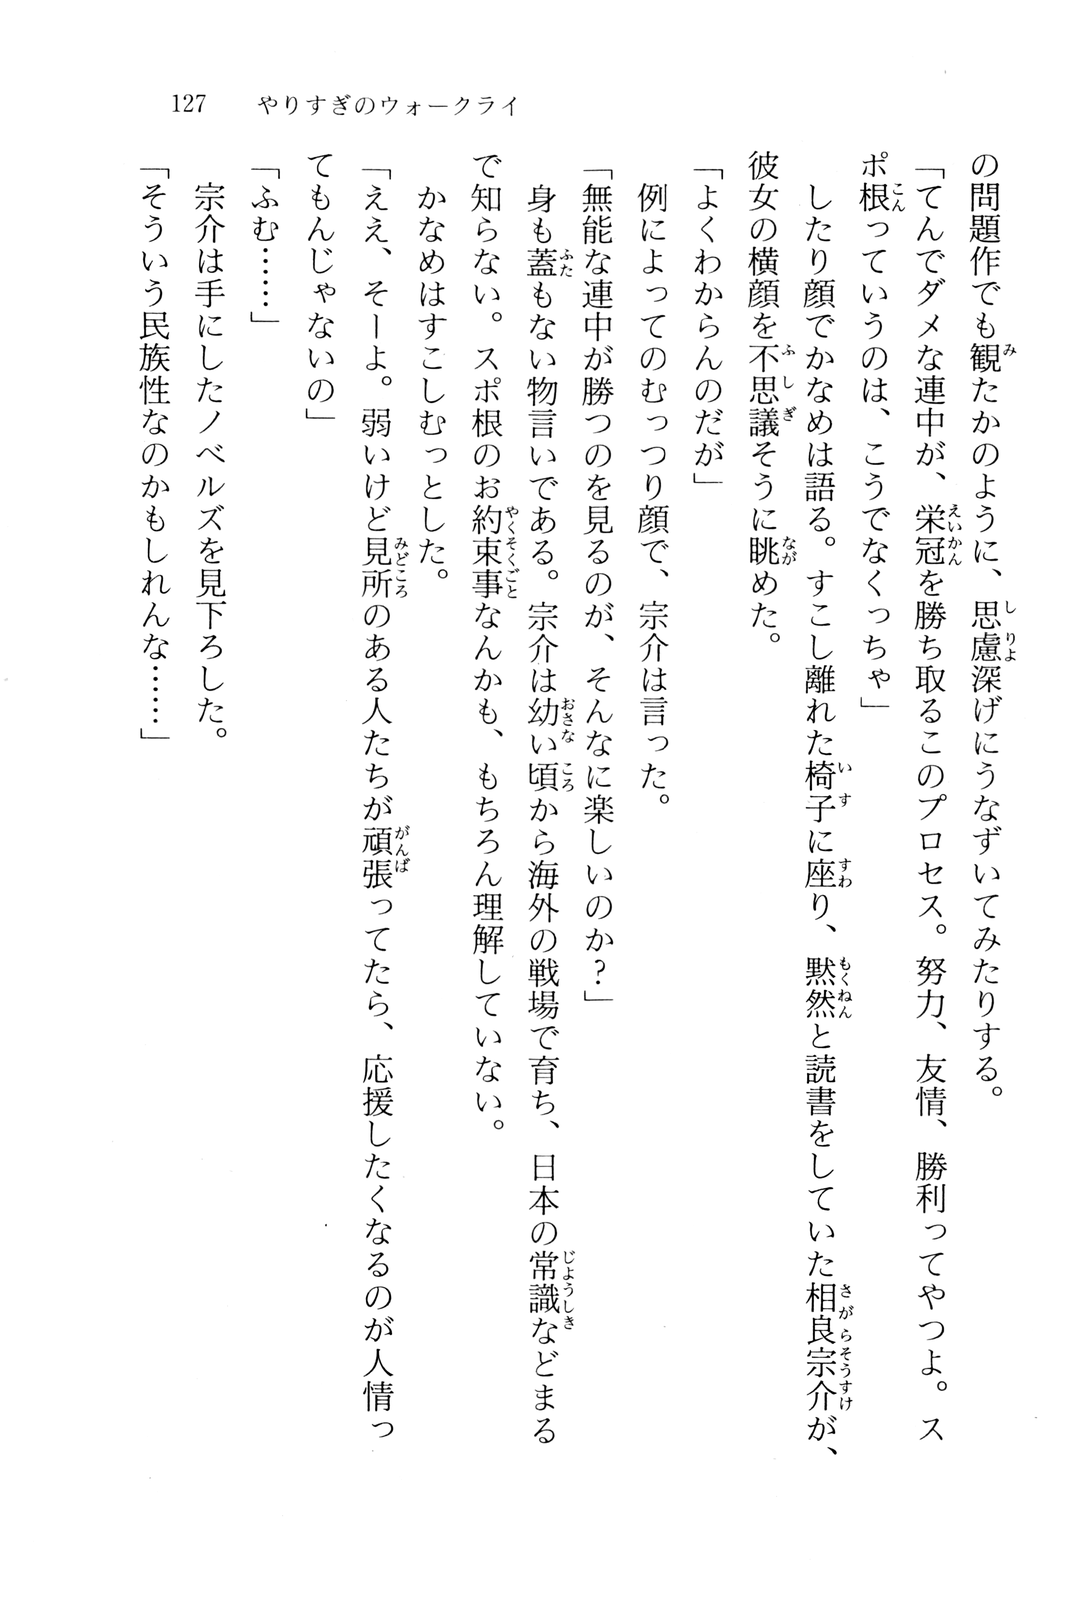 127 やりすぎのウォークライ
の問題作でも観たかのように、思慮深げにうなずいてみたりする。
「てんでダメな連中が、栄冠を勝ち取るこのプロセス。努力、友情、勝利ってやつよ。ス
ポ根っていうのは、こうでなくっちゃ」
　したり顔でかなめは語る。すこし離れた椅子に座り、黙然と読書をしていた相良宗介が、
彼女の横顔を不思議そうに眺めた。
「よくわからんのだが」
　例によってのむっつり顔で、宗介は言った。
「無能な連中が勝つのを見るのが、そんなに楽しいのか？」
　身も蓋もない物言いである。宗介は幼い頃から海外の戦場で育ち、日本の常識などまる
で知らない。スポ根のお約束事なんかも、もちろん理解していない。
　かなめはすこしむっとした。
「ええ、そーよ。弱いけど見所のある人たちが頑張ってたら、応援したくなるのが人情っ
てもんじゃないの」
「ふむ……」
　宗介は手にしたノベルズを見下ろした。
「そういう民族性なのかもしれんな……」